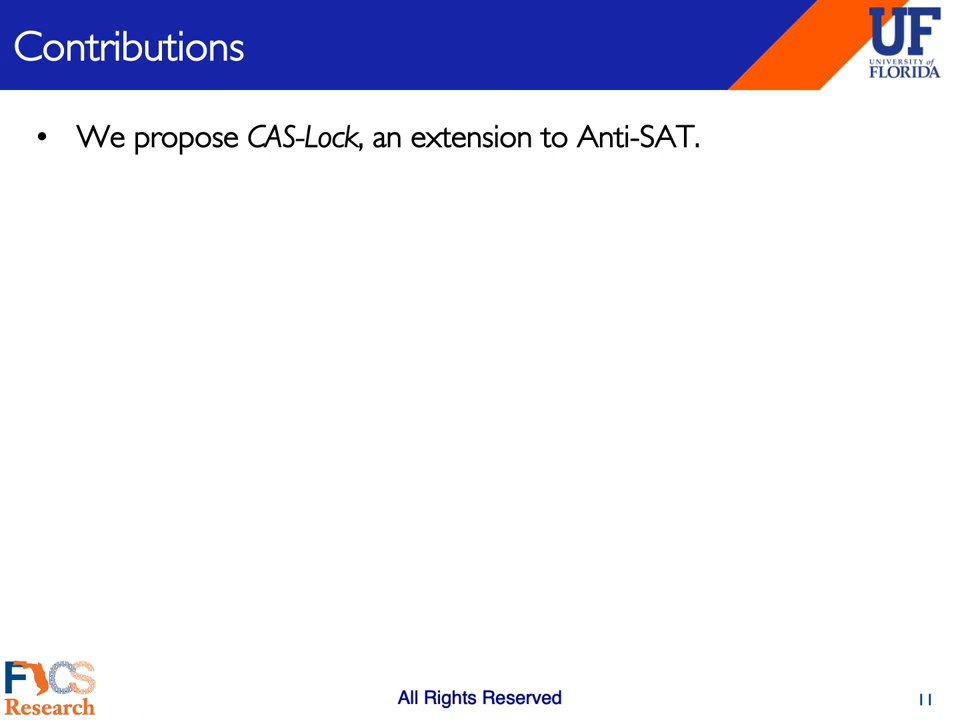 Contributions
UF
UNIVERSITY of
FLORIDA
• We propose CAS-Lock, an extension to Anti-SAT.
FICS
Research
All Rights Reserved
11